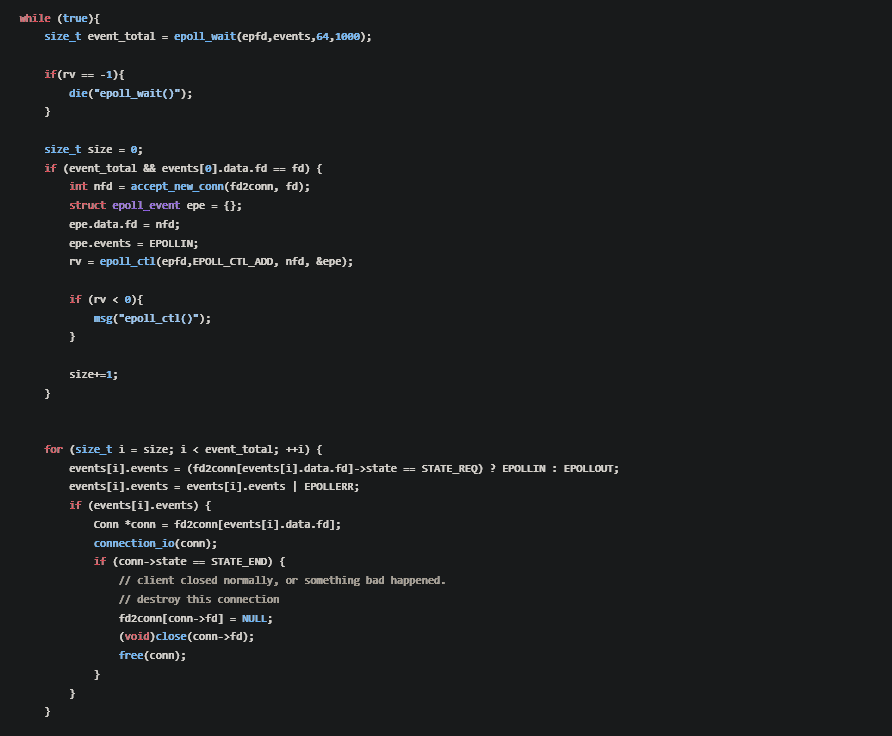 while (true){
size_t event_total = epoll_wait(epfd,events,64,1000);
if(rv == -1){
die("epoll_wait()");
}
size_t size = 0;
if (event_total && events[0].data.fd == fd) {
int nfd = accept_new_conn(fd2conn, fd);
struct epoll_event epe = {};
epe.data.fd = nfd;
epe.events = EPOLLIN;
rv = epoll_ctl(epfd,EPOLL_CTL_ADD, nfd, &epe);
if (rv < 0){
msg("epoll_ctl()");
}
size+=1;
}
for (size_t i = size; i < event_total; ++i) {
events[i].events = (fd2conn[events[i].data.fd]->state == STATE_REQ) ? EPOLLIN : EPOLLOUT;
events[i].events = events[i].events | EPOLLERR;
if (events[i].events) {
Conn *conn = fd2conn[events[i].data.fd];
connection_io(conn);
if (conn->state == STATE_END) {
// client closed normally, or something bad happened.
// destroy this connection
fd2conn[conn->fd] = NULL;
(void)close(conn->fd);
free(conn);
}
}
}